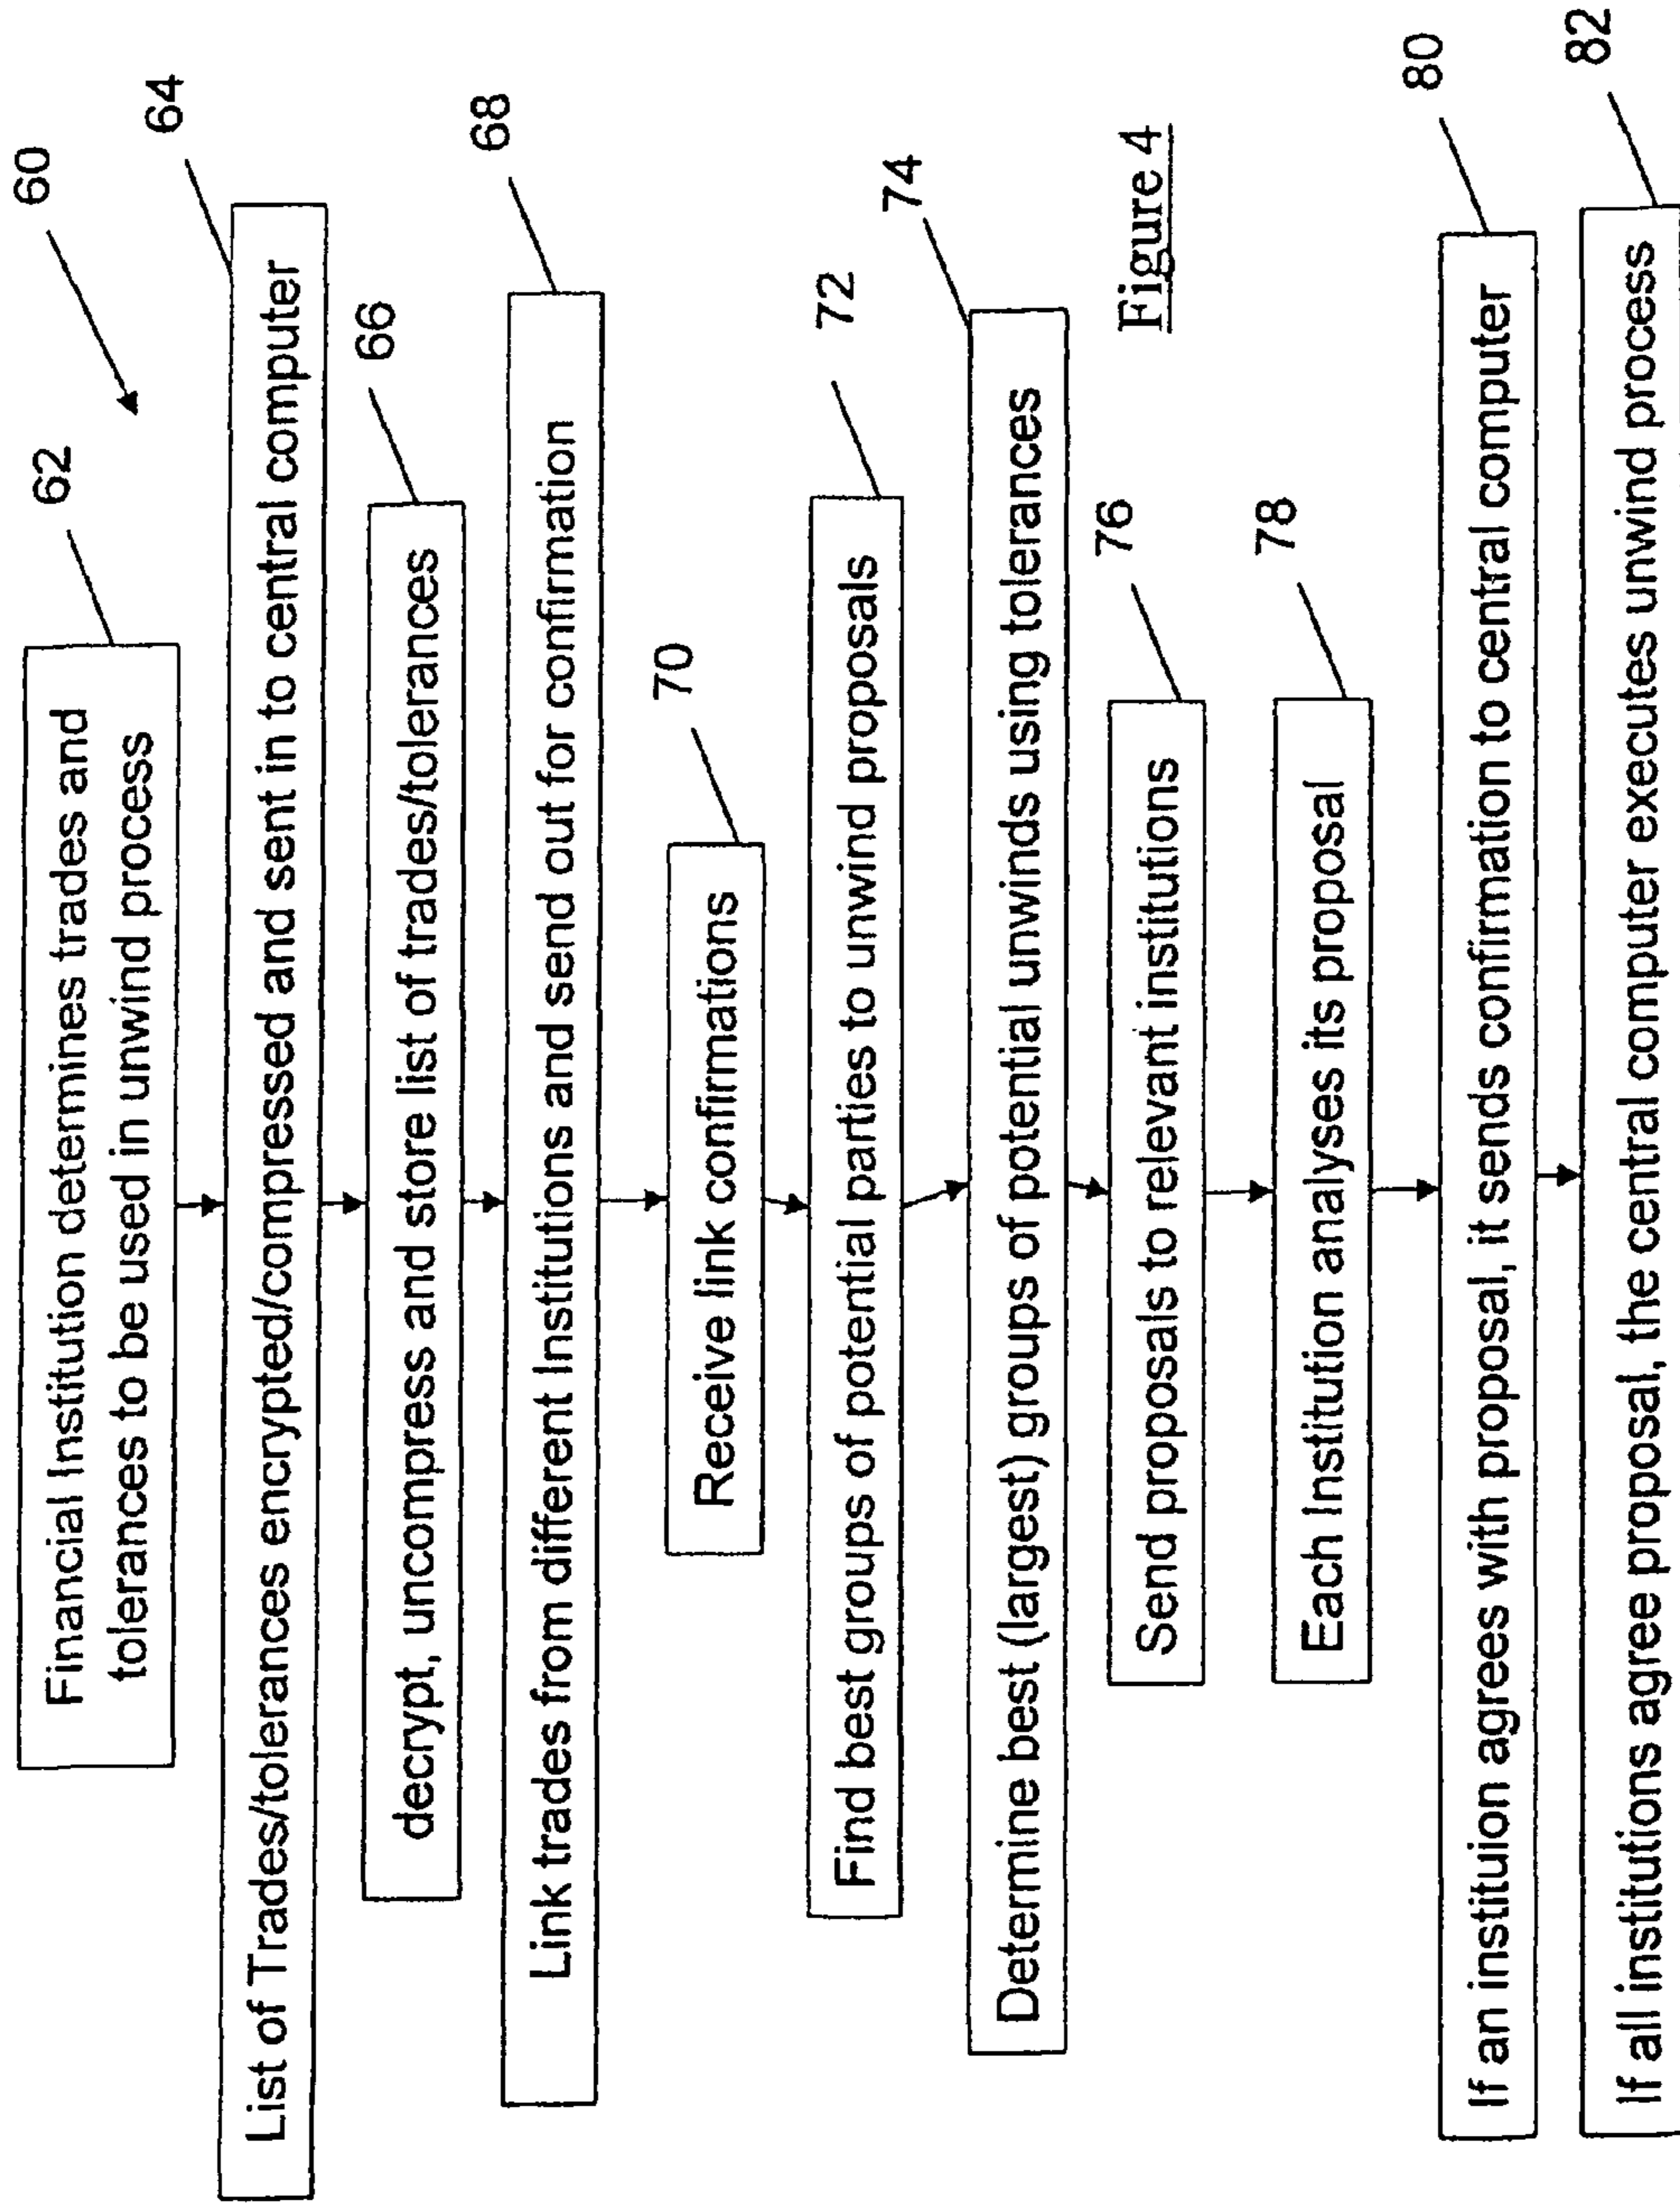 60
62
Financial Institution determines trades and
tolerances to be used in unwind process
64
List of Trades/tolerances encrypted/compressed and sent in to central computer
66
decrypt, uncompress and store list of trades/tolerances
68
Link trades from different Institutions and send out for confirmation
70
Receive link confirmations
72
Find best groups of potential parties to unwind proposals
74
Determine best (largest) groups of potential unwinds using tolerances
76
Send proposals to relevant institutions
78
Each Institution analyses its proposal
80
If an instituion agrees with proposal, it sends confirmation to central computer
82
If all institutions agree proposal, the central computer executes unwind process
Figure 4